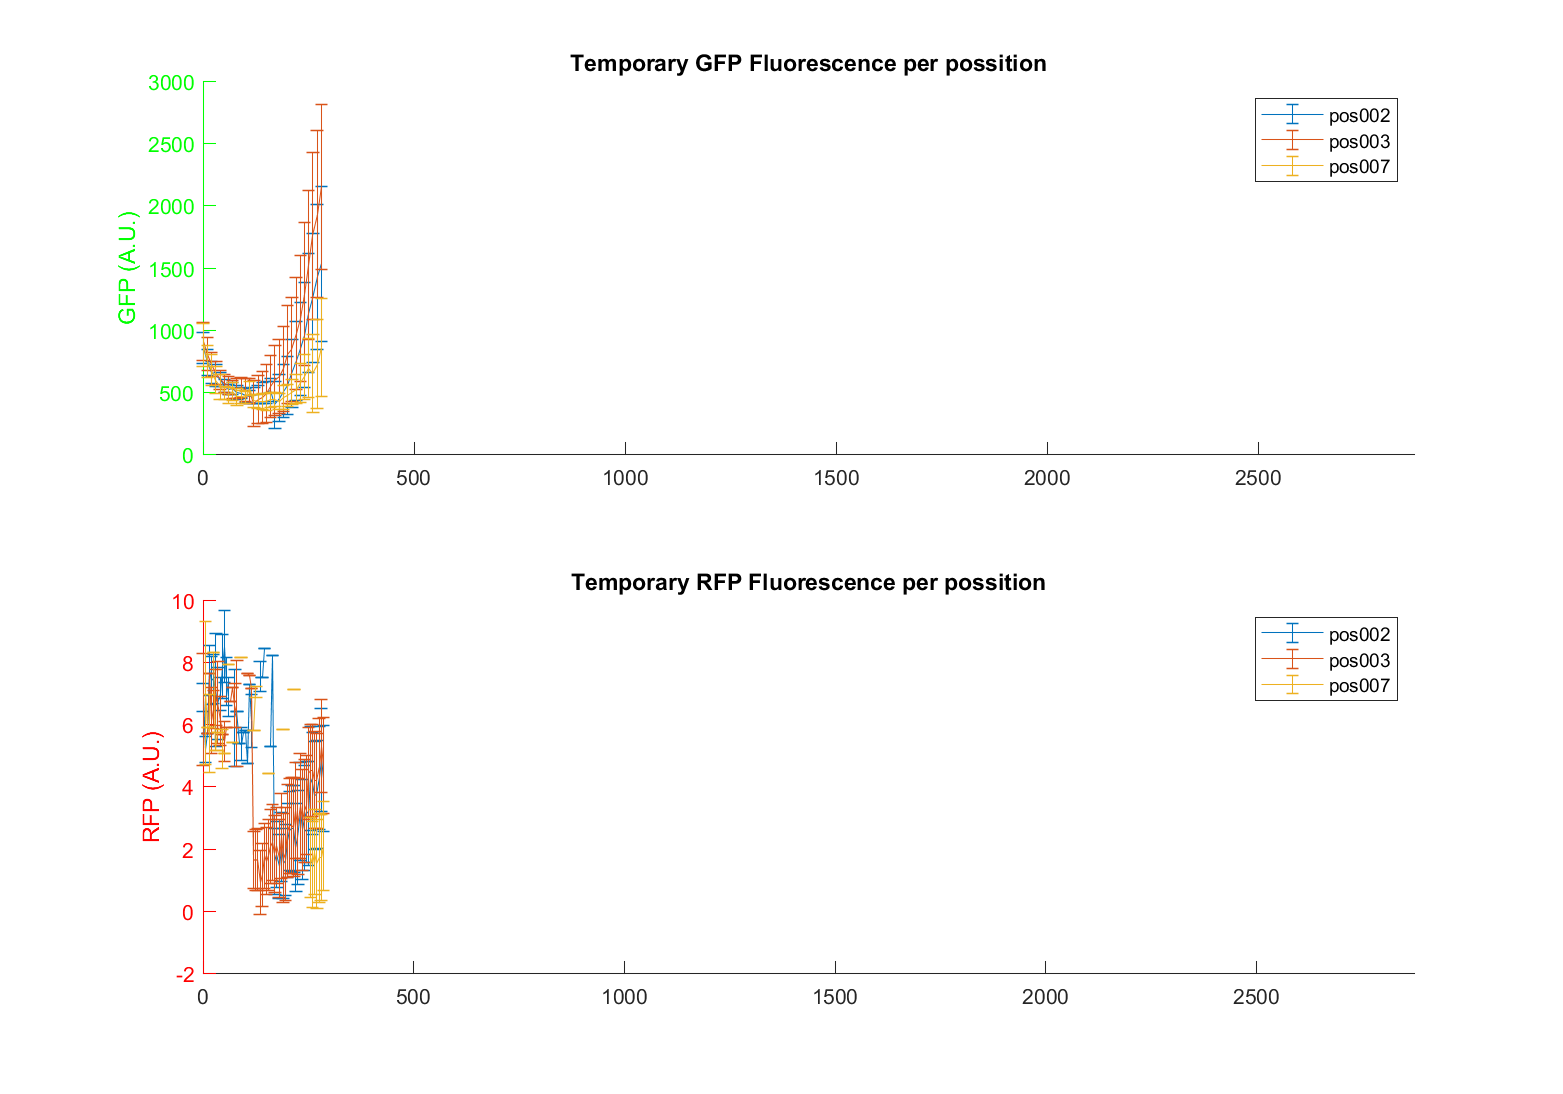 Temporary GFP Fluorescence per possition
3000
2500
2000
1500
1000
500
0
GFP (A.U.)
pos002
pos003
pos007
0 500 1000 1500 2000 2500
Temporary RFP Fluorescence per possition
10
8
6
4
2
0
-2
RFP (A.U.)
pos002
pos003
pos007
0 500 1000 1500 2000 2500